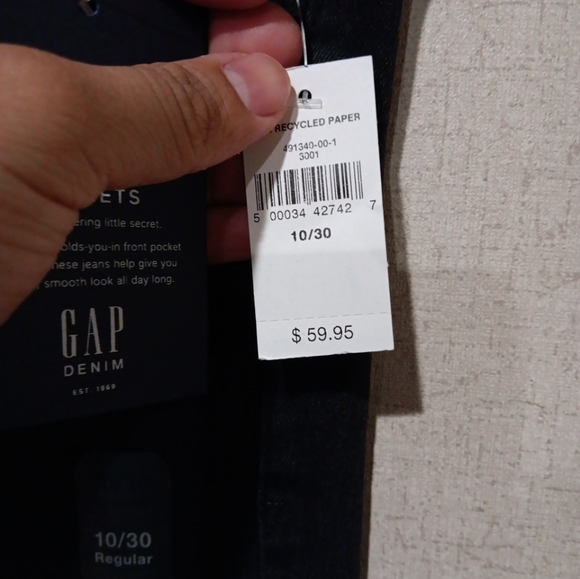 RECYCLED PAPER
491340-00-1
3001
5 00034 42742 7
10/30
$ 59.95
ETS
ering little secret.
olds-you-in front pocket
hese jeans help give you
smooth look all day long.
GAP
DENIM
EST 1969
10/30
Regular